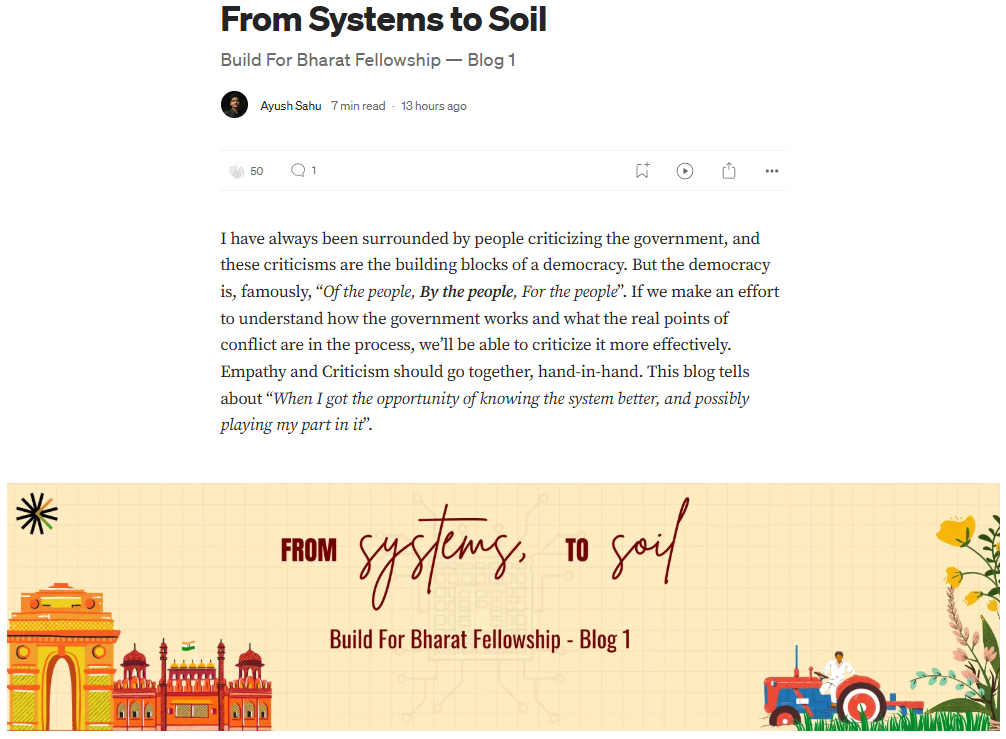 From Systems to Soil
Build For Bharat Fellowship — Blog 1
Ayush Sahu 7 min read · 13 hours ago
50 1
I have always been surrounded by people criticizing the government, and
these criticisms are the building blocks of a democracy. But the democracy
is, famously, “Of the people, By the people, For the people”. If we make an effort
to understand how the government works and what the real points of
conflict are in the process, we’ll be able to criticize it more effectively.
Empathy and Criticism should go together, hand-in-hand. This blog tells
about “When I got the opportunity of knowing the system better, and possibly
playing my part in it”.
FROM systems, TO soil
Build For Bharat Fellowship - Blog 1